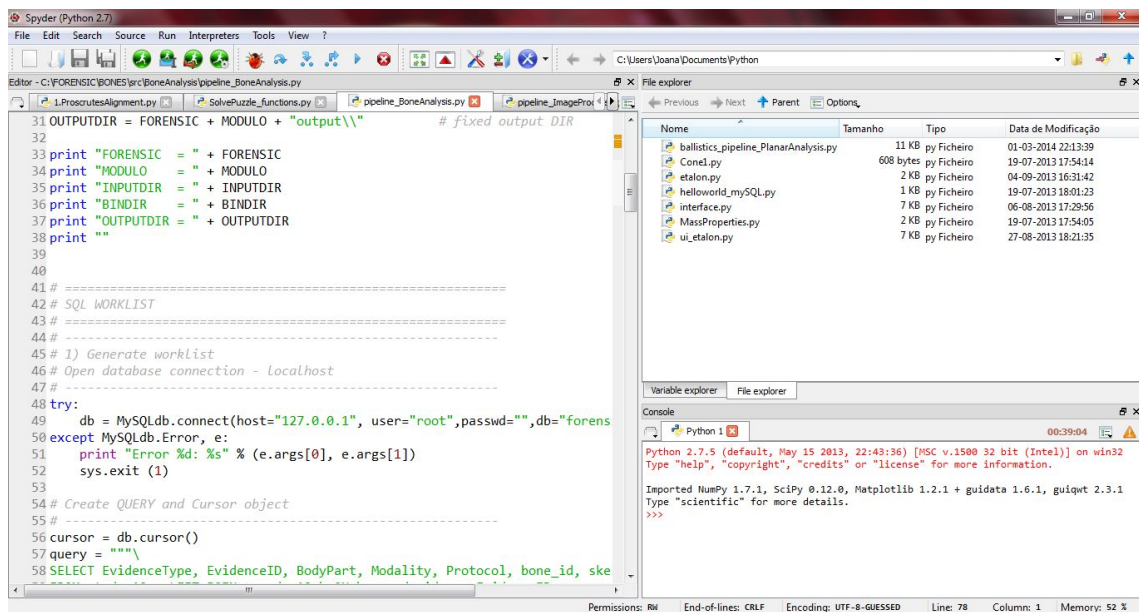 Spyder (Python 2.7)
File Edit Search Source Run Interpreters Tools View ?
C:\Users\Joana\Documents\Python
Editor - C:\FORENSIC\BONES\src\BoneAnalysis\pipeline_BoneAnalysis.py
1.ProscrutesAlignment.py
SolvePuzzle_functions.py
pipeline_BoneAnalysis.py
31 OUTPUTDIR = FORENSIC + MODULO + "output\\" # fixed output DIR
32
33 print "FORENSIC = " + FORENSIC
34 print "MODULO = " + MODULO
35 print "INPUTDIR = " + INPUTDIR
36 print "BINDIR = " + BINDIR
37 print "OUTPUTDIR = " + OUTPUTDIR
38 print ""
39
40
41 # ==========================================================
42 # SQL WORKLIST
43 # ==========================================================
44 # ---------------------------------------------------------
45 # 1) Generate worklist
46 # Open database connection - localhost
47 # ---------------------------------------------------------
48 try:
49 db = MySQLdb.connect(host="127.0.0.1", user="root",passwd="",db="forens
50 except MySQLdb.Error, e:
51 print "Error %d: %s" % (e.args[0], e.args[1])
52 sys.exit (1)
53
54 # Create QUERY and Cursor object
55 # ---------------------------------------------------------
56 cursor = db.cursor()
57 query = """\
58 SELECT EvidenceType, EvidenceID, BodyPart, Modality, Protocol, bone_id, ske
File explorer
Previous Next Parent Options
Nome Tamanho Tipo Data de Modificação
ballistics_pipeline_PlanarAnalysis.py 11 KB py Ficheiro 01-03-2014 22:13:39
Cone1.py 608 bytes py Ficheiro 19-07-2013 17:54:14
etalon.py 2 KB py Ficheiro 04-09-2013 16:31:42
helloworld_mySQL.py 1 KB py Ficheiro 19-07-2013 18:01:23
interface.py 7 KB py Ficheiro 06-08-2013 17:29:56
MassProperties.py 2 KB py Ficheiro 19-07-2013 17:54:05
ui_etalon.py 7 KB py Ficheiro 27-08-2013 18:21:35
Variable explorer File explorer
Console
Python 1 00:39:04
Python 2.7.5 (default, May 15 2013, 22:43:36) [MSC v.1500 32 bit (Intel)] on win32
Type "help", "copyright", "credits" or "license" for more information.
Imported NumPy 1.7.1, SciPy 0.12.0, Matplotlib 1.2.1 + guidata 1.6.1, guiqwt 2.3.1
Type "scientific" for more details.
>>>
Permissions: RW End-of-lines: CRLF Encoding: UTF-8-GUESSED Line: 78 Column: 1 Memory: 52 %